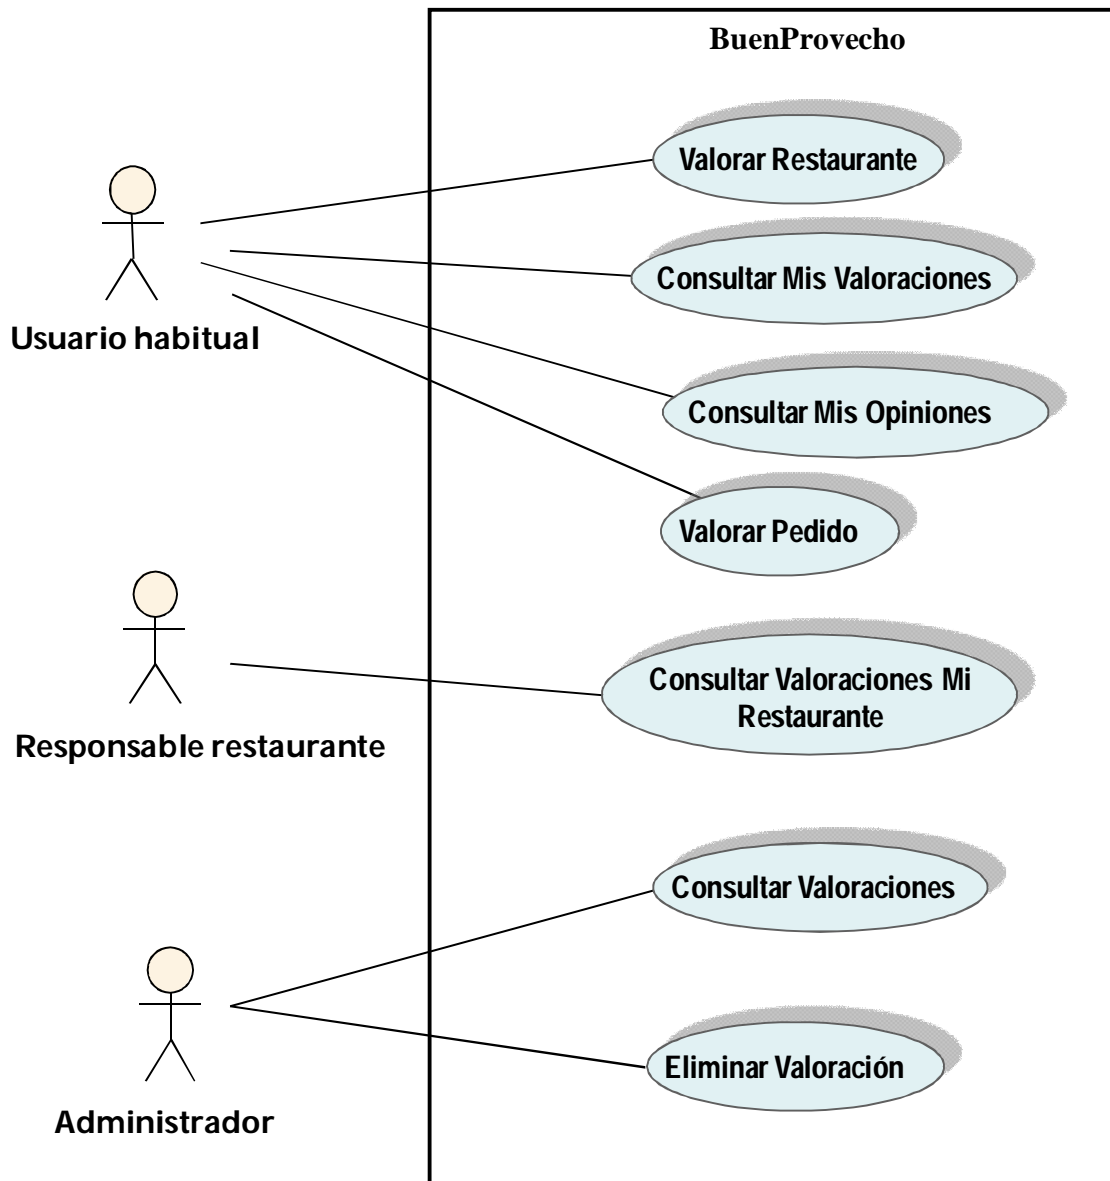 BuenProvecho
Valorar Restaurante
Consultar Mis Valoraciones
Usuario habitual
Consultar Mis Opiniones
Valorar Pedido
Consultar Valoraciones Mi
Restaurante
Responsable restaurante
Consultar Valoraciones
Eliminar Valoración
Administrador